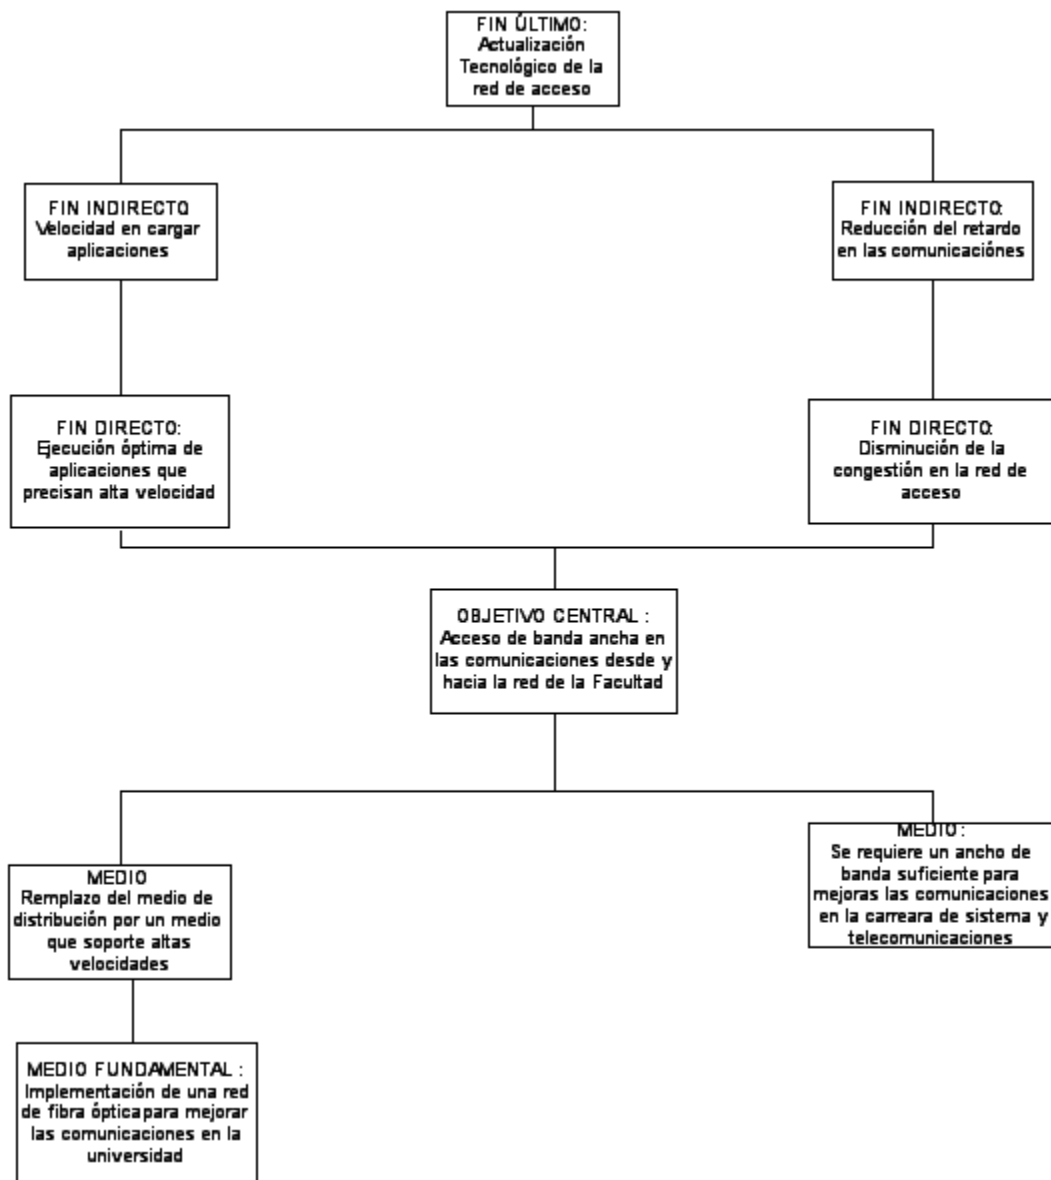 FIN ÚLTIMO:
Actualización
Tecnológico de la
red de acceso
FIN INDIRECTO
Velocidad en cargar
aplicaciones
FIN INDIRECTO:
Reducción del retardo
en las comunicaciónes
FIN DIRECTO:
Ejecución óptima de
aplicaciones que
precisan alta velocidad
FIN DIRECTO:
Disminución de la
congestión en la red de
acceso
OBJETIVO CENTRAL :
Acceso de banda ancha en
las comunicaciones desde y
hacia la red de la Facultad
MEDIO
Remplazo del medio de
distribución por un medio
que soporte altas
velocidades
MEDIO :
Se requiere un ancho de
banda suficiente para
mejoras las comunicaciones
en la carreara de sistema y
telecomunicaciones
MEDIO FUNDAMENTAL :
Implementación de una red
de fibra óptica para mejorar
las comunicaciones en la
universidad